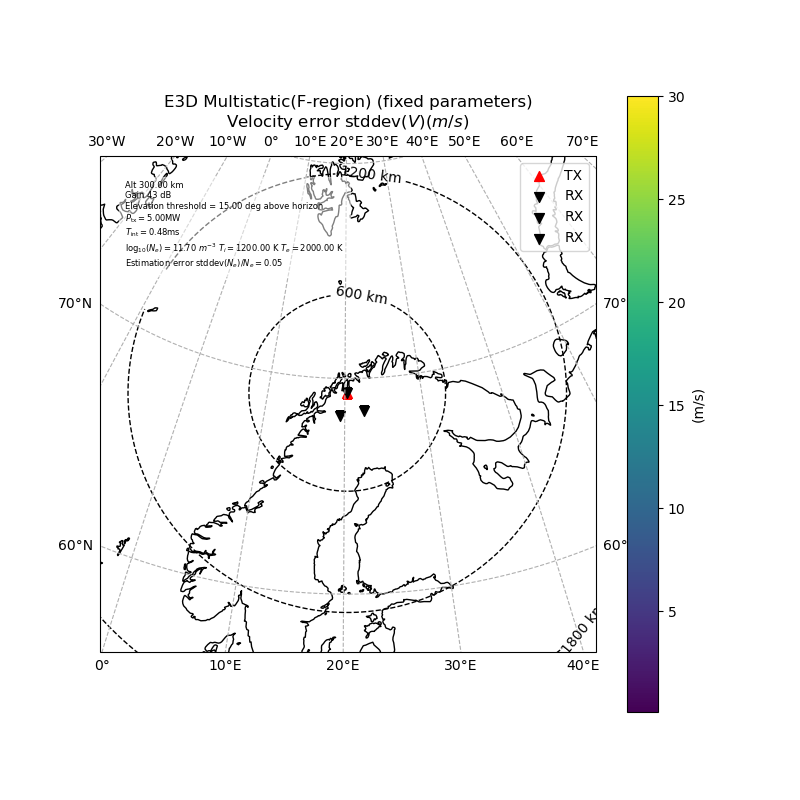 E3D Multistatic(F-region) (fixed parameters)
Velocity error stddev(V)(m/s)
30°W 20°W 10°W 0° 10°E 20°E 30°E 40°E 50°E 60°E 70°E
30
1200 km
TX
RX
RX
RX
Alt 300.00 km
Gain 43 dB
Elevation threshold = 15.00 deg above horizon
P_tx = 5.00MW
T_int = 0.48ms
log₁₀(N_e) = 11.70 m⁻³ T_i = 1200.00 K T_e = 2000.00 K
Estimation error stddev(N_e)/N_e = 0.05
25
600 km
70°N 70°
20
15
(m/s)
10
60°N 60°
5
1800 km
0° 10°E 20°E 30°E 40°E